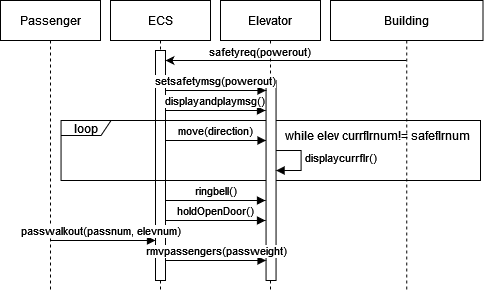 Passenger
ECS
Elevator
Building
safetyreq(powerout)
setsafetymsg(powerout)
displayandplaymsg()
loop
move(direction)
while elev currflrnum!= safeflrnum
displaycurrflr()
ringbell()
holdOpenDoor()
passwalkout(passnum, elevnum)
rmvpassengers(passweight)